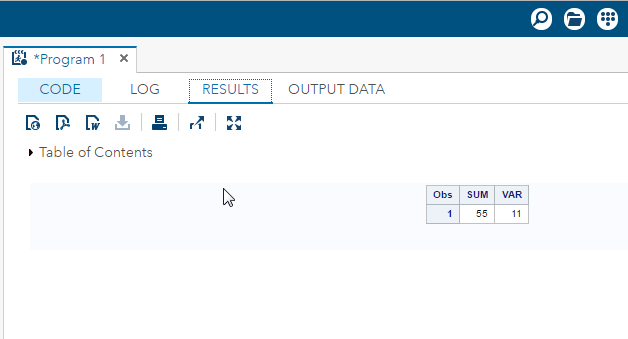 *Program 1 ×
CODE LOG RESULTS OUTPUT DATA
Table of Contents
Obs SUM VAR
1 55 11